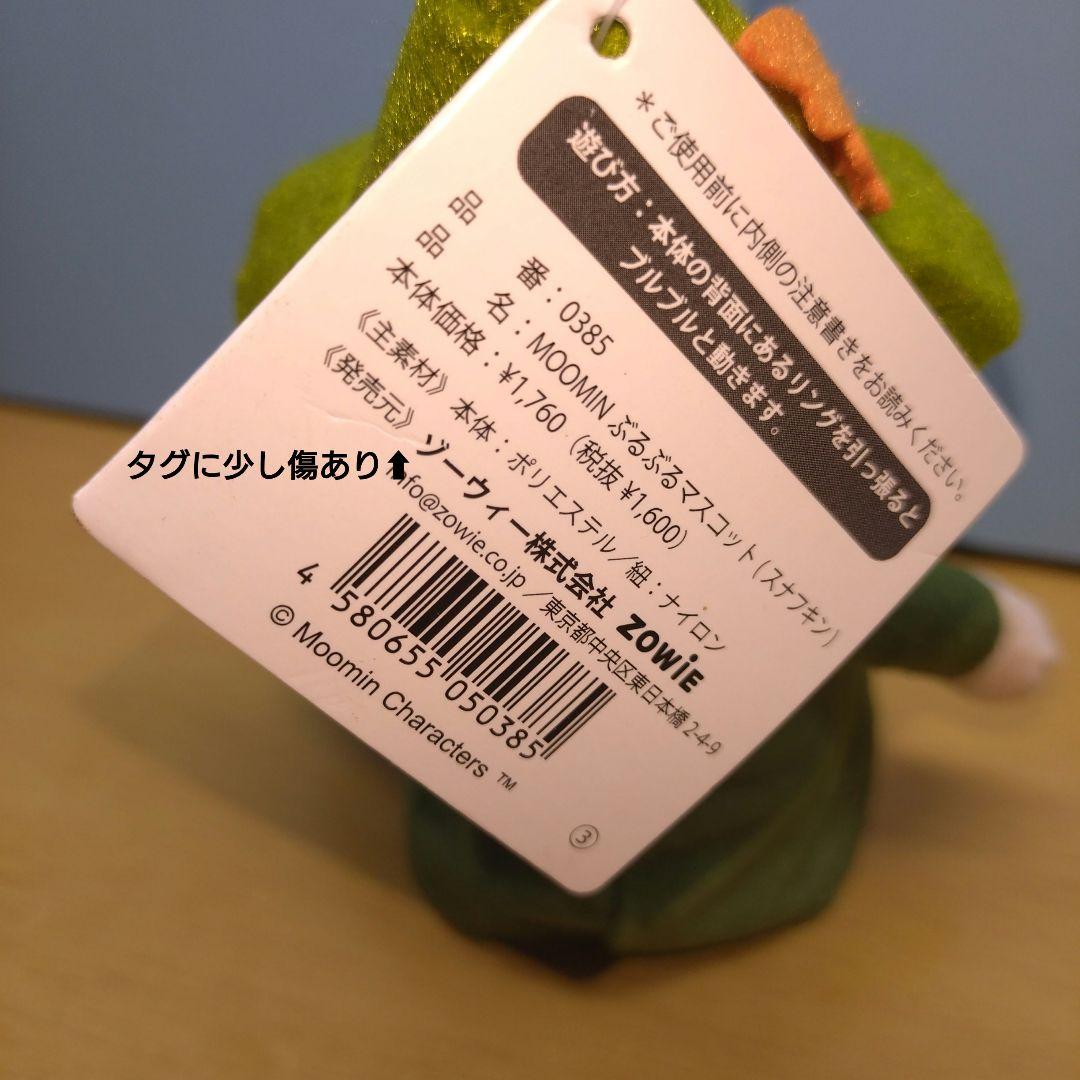 ＊ご使用前に内側の注意書きをお読みください。
遊び方：本体の背面にあるリングを引っ張ると
ブルブルと動きます。
品番：0385
品名：MOOMIN ぶるぶるマスコット(スナフキン)
本体価格：¥1,760（税抜 ¥1,600）
《主素材》本体：ポリエステル／紐：ナイロン
《発売元》ゾーウィー株式会社 ZOWiE
info@zowie.co.jp／東京都中央区東日本橋 2-4-9
4 580655 050385
© Moomin Characters ™
③
タグに少し傷あり⬆